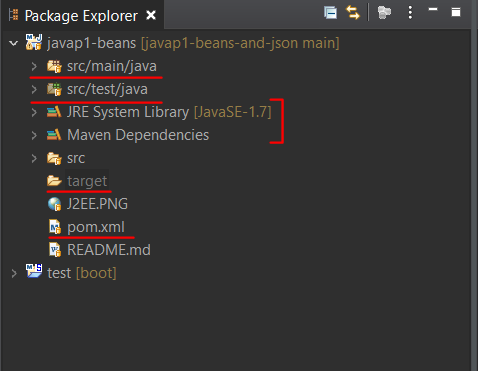 Package Explorer
javap1-beans [javap1-beans-and-json main]
src/main/java
src/test/java
JRE System Library [JavaSE-1.7]
Maven Dependencies
src
target
J2EE.PNG
pom.xml
README.md
test [boot]